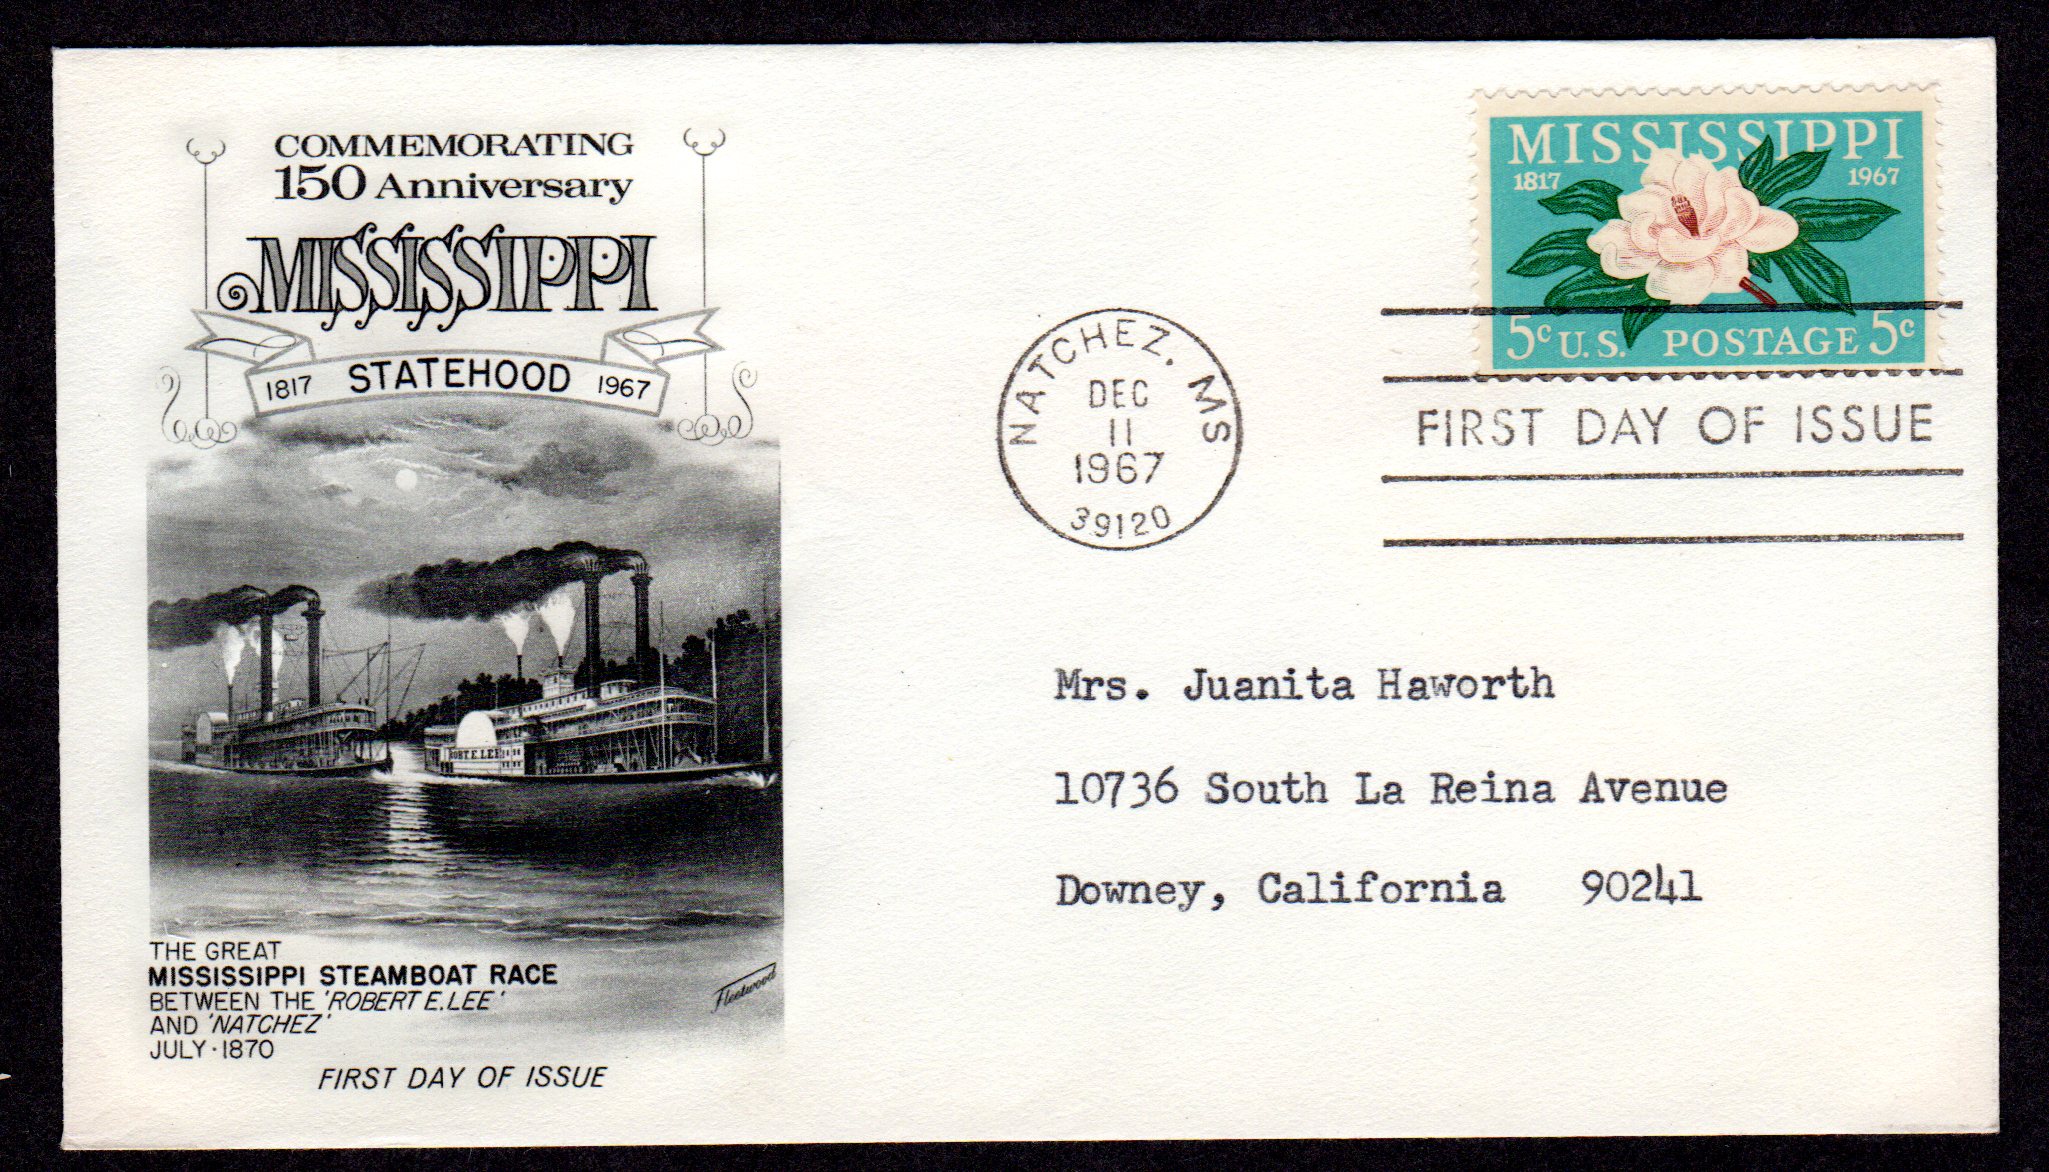 COMMEMORATING
150 Anniversary
MISSISSIPPI
1817 STATEHOOD 1967
ROBT. E. LEE
THE GREAT
MISSISSIPPI STEAMBOAT RACE
BETWEEN THE 'ROBERT E. LEE'
AND 'NATCHEZ'
JULY · 1870
Fleetwood
FIRST DAY OF ISSUE
NATCHEZ, MS
DEC
11
1967
39120
MISSISSIPPI
1817 1967
5c U.S. POSTAGE 5c
FIRST DAY OF ISSUE
Mrs. Juanita Haworth
10736 South La Reina Avenue
Downey, California 90241